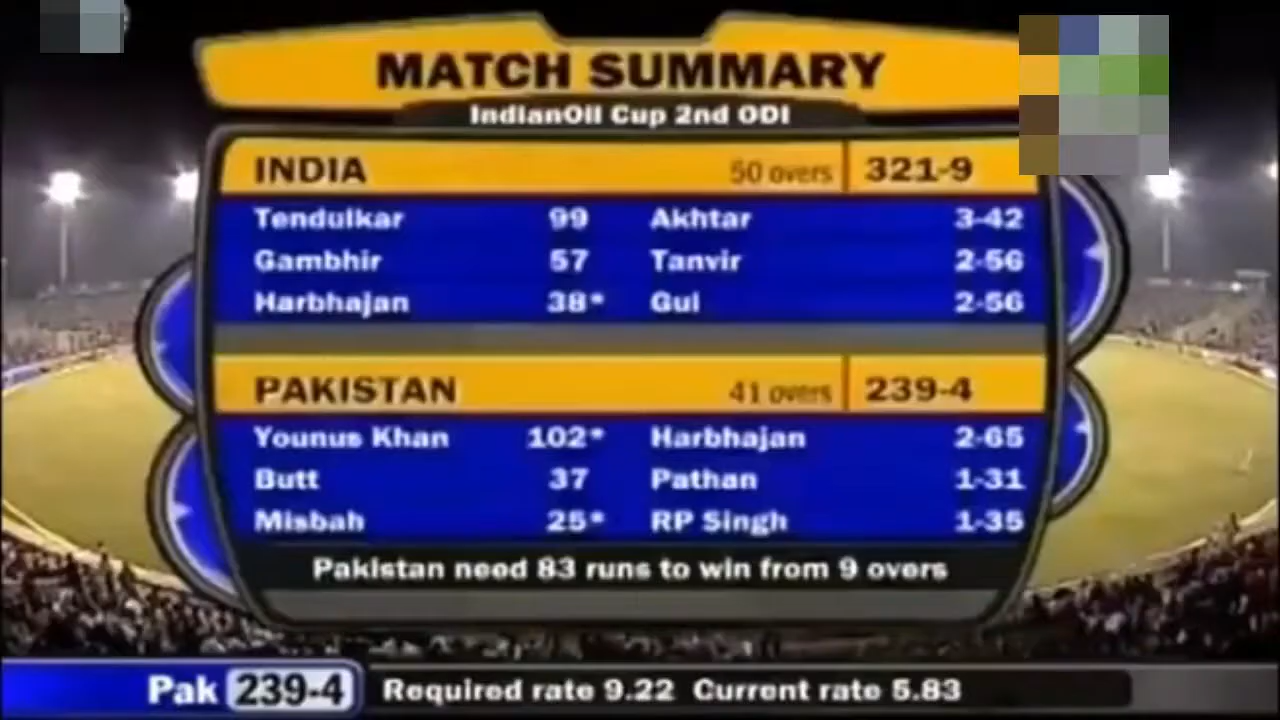 MATCH SUMMARY
IndianOil Cup 2nd ODI
INDIA 50 overs 321-9
Tendulkar 99 Akhtar 3-42
Gambhir 57 Tanvir 2-56
Harbhajan 38* Gul 2-56
PAKISTAN 41 overs 239-4
Younus Khan 102* Harbhajan 2-65
Butt 37 Pathan 1-31
Misbah 25* RP Singh 1-35
Pakistan need 83 runs to win from 9 overs
Pak 239-4 Required rate 9.22 Current rate 5.83